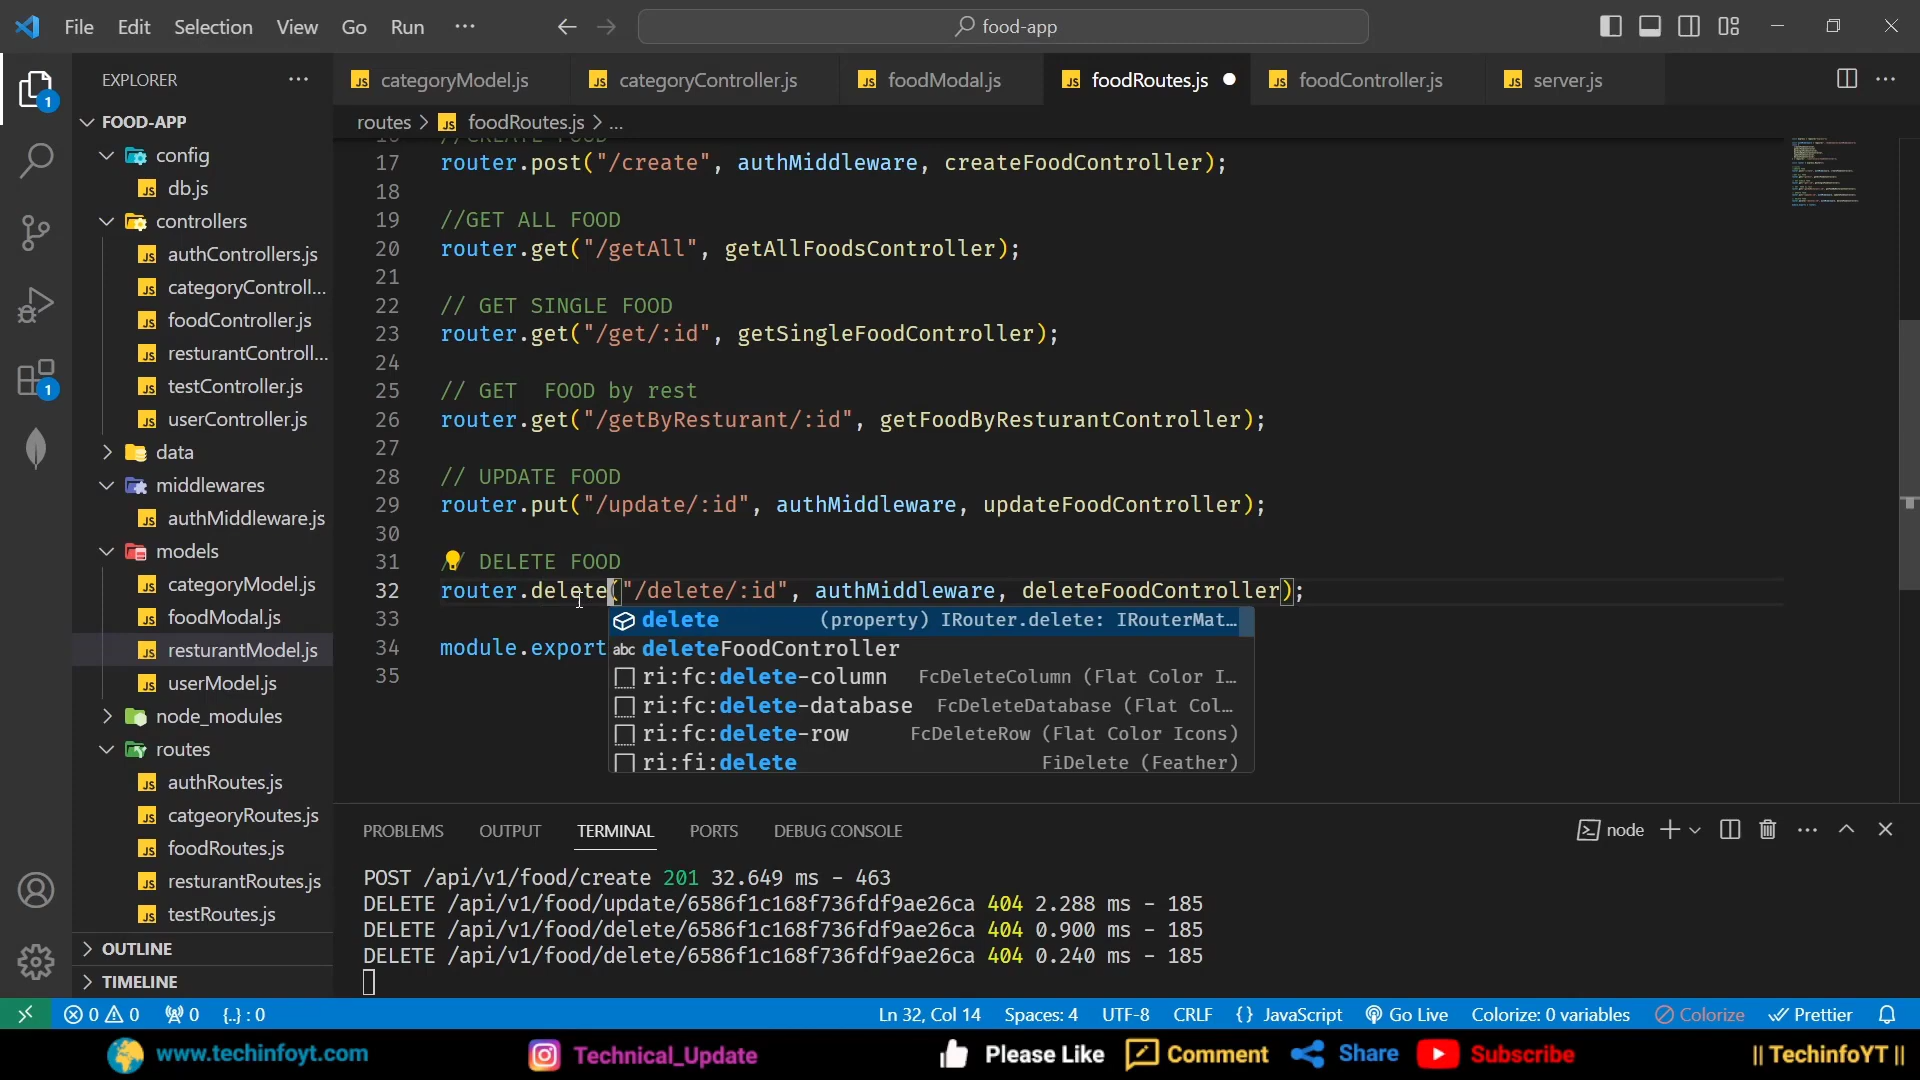 File Edit Selection View Go Run ··· food-app
EXPLORER ···
categoryModel.js categoryController.js foodModal.js foodRoutes.js foodController.js server.js
FOOD-APP
config
db.js
controllers
authControllers.js
categoryControll...
foodController.js
resturantControll...
testController.js
userController.js
data
middlewares
authMiddleware.js
models
categoryModel.js
foodModal.js
resturantModel.js
userModel.js
node_modules
routes
authRoutes.js
catgeoryRoutes.js
foodRoutes.js
resturantRoutes.js
testRoutes.js
OUTLINE
TIMELINE
1
1
routes > foodRoutes.js > ...
16 //CREATE FOOD
17 router.post("/create", authMiddleware, createFoodController);
18
19 //GET ALL FOOD
20 router.get("/getAll", getAllFoodsController);
21
22 // GET SINGLE FOOD
23 router.get("/get/:id", getSingleFoodController);
24
25 // GET  FOOD by rest
26 router.get("/getByResturant/:id", getFoodByResturantController);
27
28 // UPDATE FOOD
29 router.put("/update/:id", authMiddleware, updateFoodController);
30
31 // DELETE FOOD
32 router.delete("/delete/:id", authMiddleware, deleteFoodController);
33
34 module.export
35
delete (property) IRouter.delete: IRouterMat...
abc deleteFoodController
ri:fc:delete-column FcDeleteColumn (Flat Color I...
ri:fc:delete-database FcDeleteDatabase (Flat Col...
ri:fc:delete-row FcDeleteRow (Flat Color Icons)
ri:fi:delete FiDelete (Feather)
PROBLEMS OUTPUT TERMINAL PORTS DEBUG CONSOLE node
POST /api/v1/food/create 201 32.649 ms - 463
DELETE /api/v1/food/update/6586f1c168f736fdf9ae26ca 404 2.288 ms - 185
DELETE /api/v1/food/delete/6586f1c168f736fdf9ae26ca 404 0.900 ms - 185
DELETE /api/v1/food/delete/6586f1c168f736fdf9ae26ca 404 0.240 ms - 185
0 0 0 {..} : 0 Ln 32, Col 14 Spaces: 4 UTF-8 CRLF {} JavaScript Go Live Colorize: 0 variables Colorize Prettier
www.techinfoyt.com Technical_Update Please Like Comment Share Subscribe || TechinfoYT ||